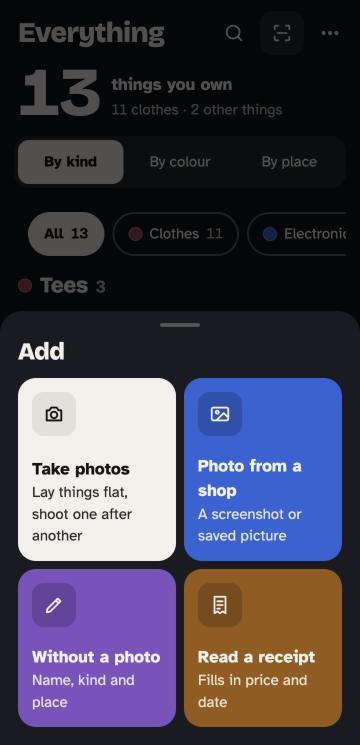 Everything
13
things you own
11 clothes · 2 other things
By kind
By colour
By place
All 13
Clothes 11
Electronic
Tees 3
Add
Take photos
Lay things flat,
shoot one after
another
Photo from a
shop
A screenshot or
saved picture
Without a photo
Name, kind and
place
Read a receipt
Fills in price and
date